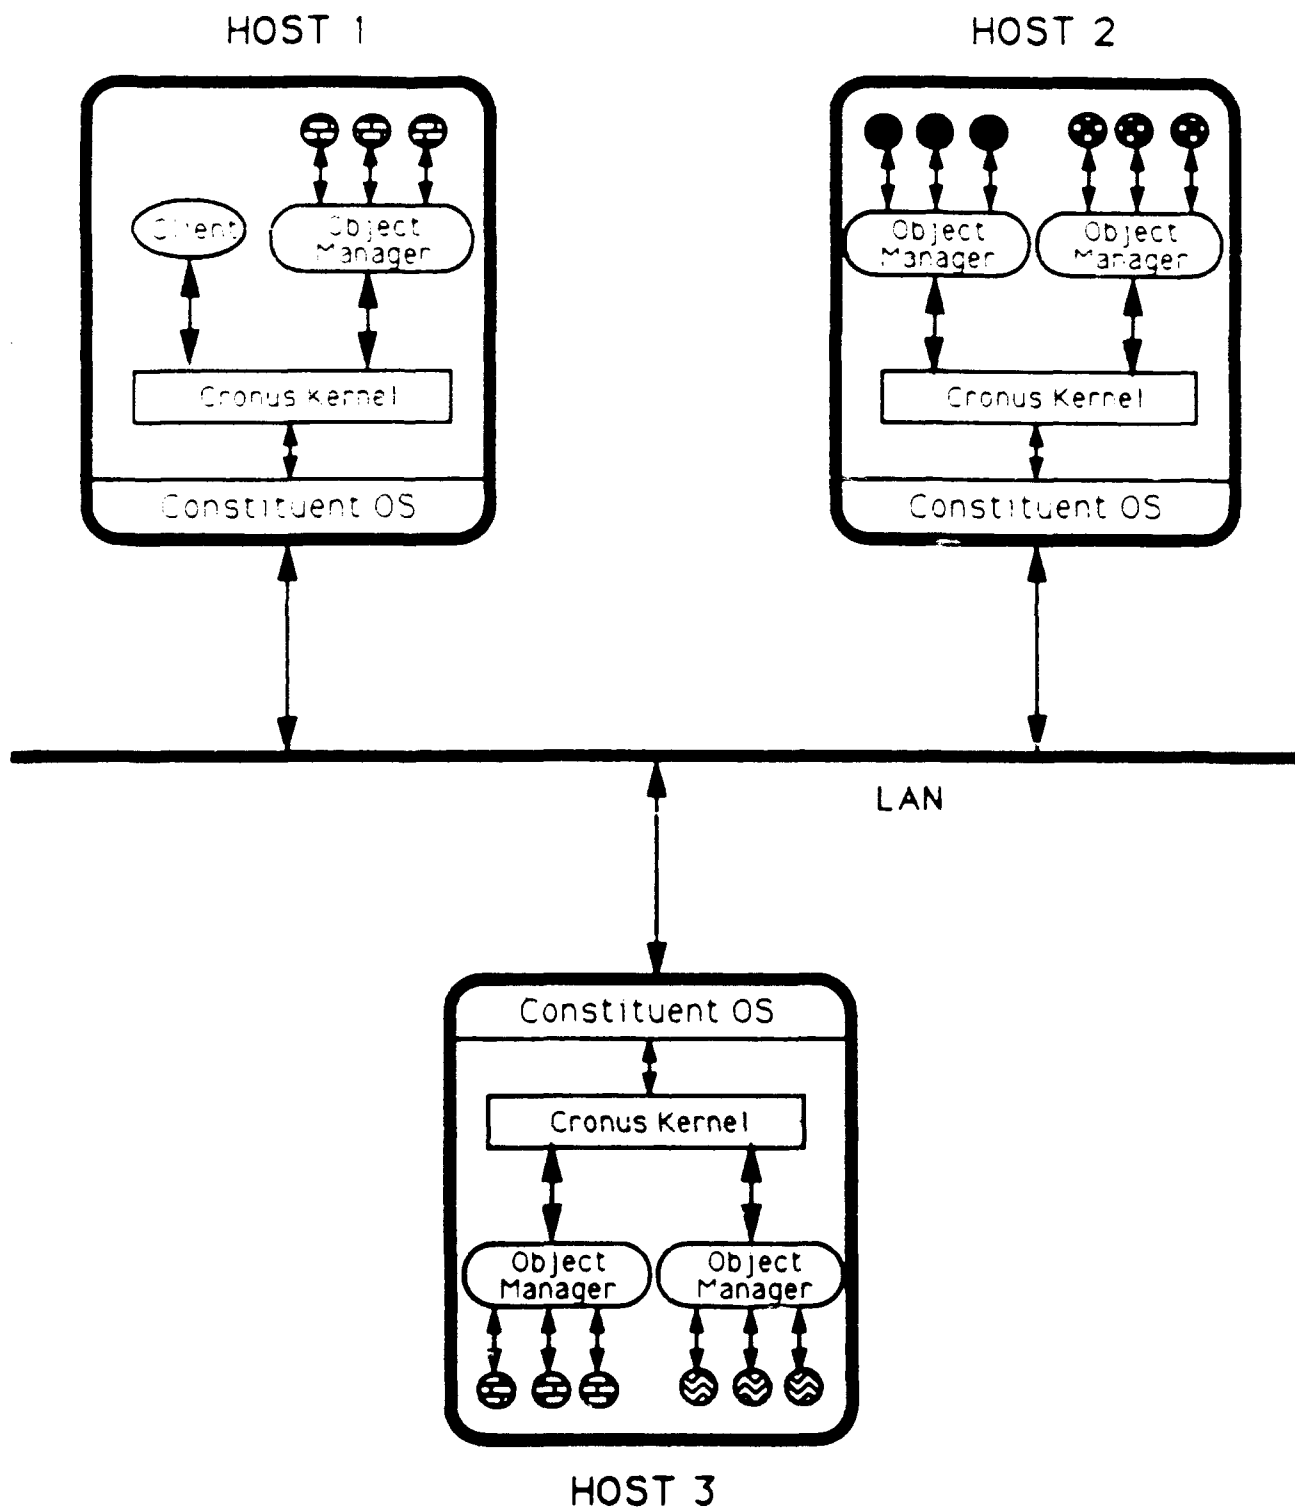 HOST 1
HOST 2
Client
Object
Manager
Object
Manager
Object
Manager
Cronus Kernel
Cronus Kernel
Constituent OS
Constituent OS
LAN
Constituent OS
Cronus Kernel
Object
Manager
Object
Manager
HOST 3